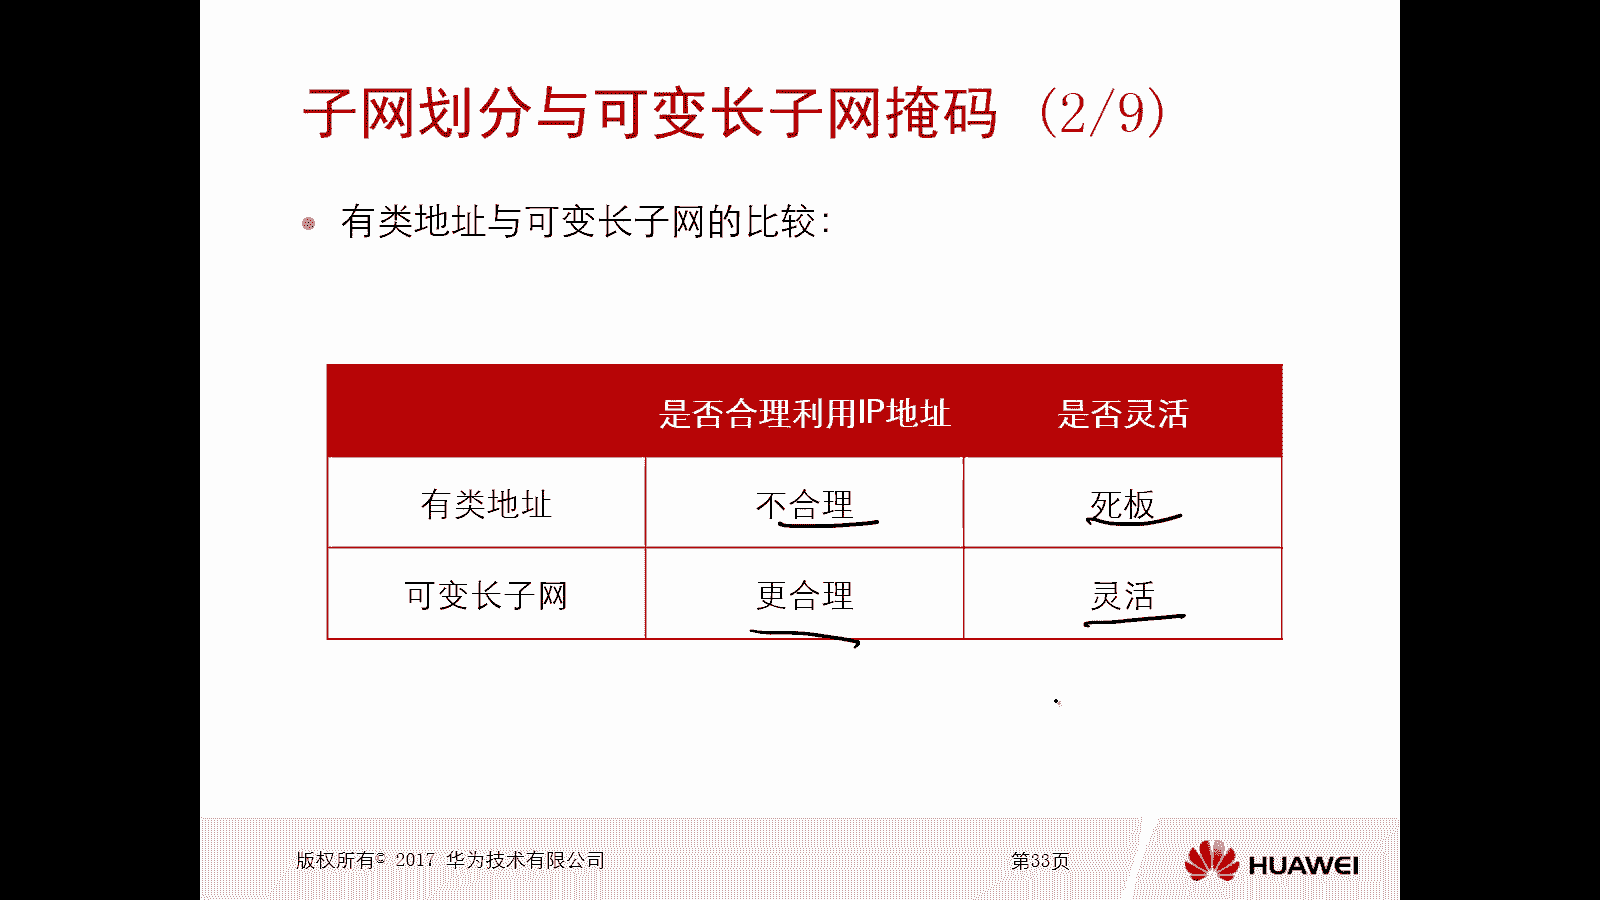 子网划分与可变长子网掩码 (2/9)
有类地址与可变长子网的比较:
是否合理利用IP地址 是否灵活
有类地址 不合理 死板
可变长子网 更合理 灵活
版权所有© 2017 华为技术有限公司 第33页 HUAWEI